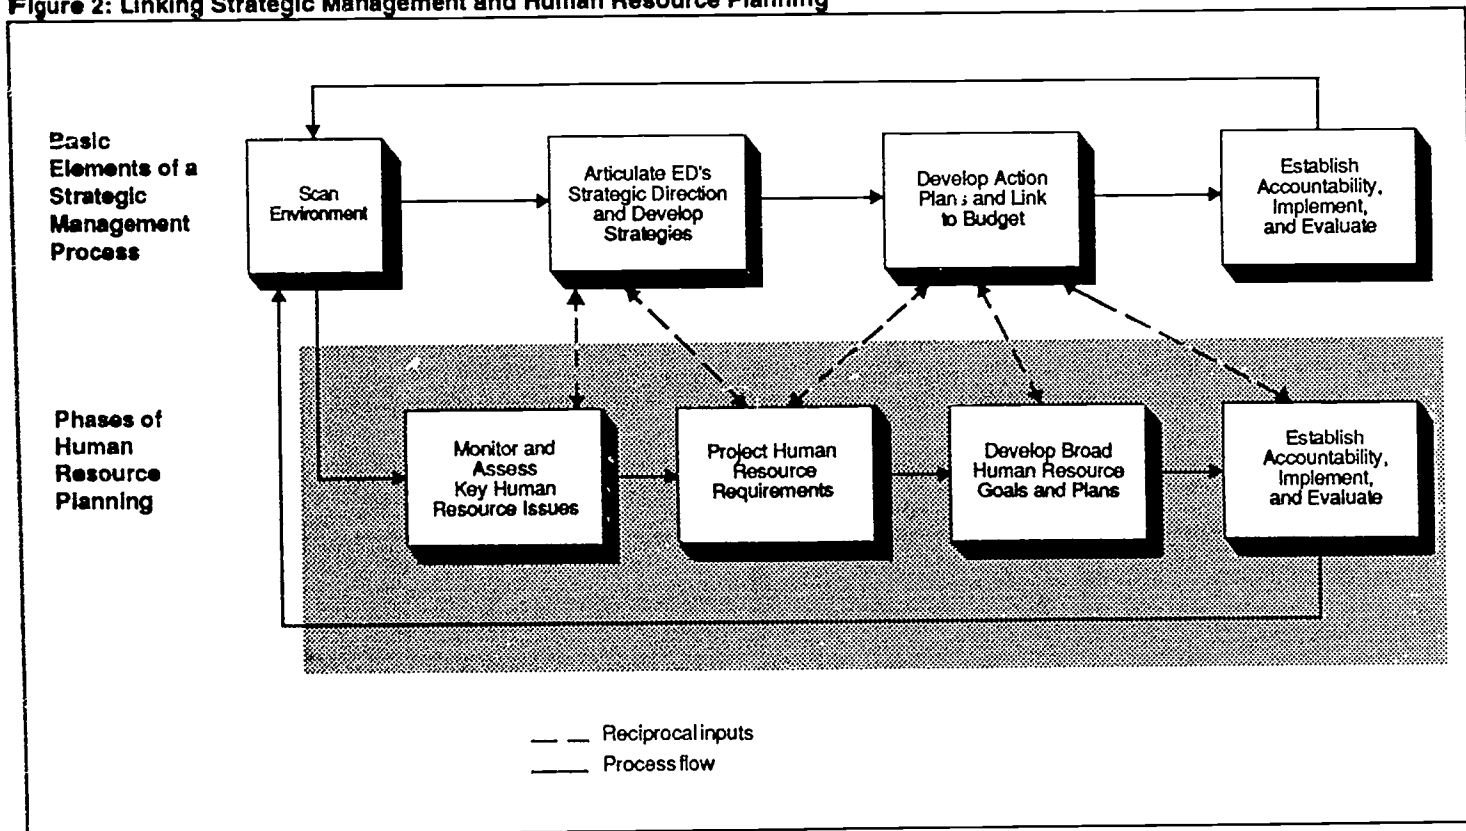 Figure 2: Linking Strategic Management and Human Resource Planning
Basic
Elements of a
Strategic
Management
Process
Scan
Environment
Articulate ED's
Strategic Direction
and Develop
Strategies
Develop Action
Plans and Link
to Budget
Establish
Accountability,
Implement,
and Evaluate
Phases of
Human
Resource
Planning
Monitor and
Assess
Key Human
Resource Issues
Project Human
Resource
Requirements
Develop Broad
Human Resource
Goals and Plans
Establish
Accountability,
Implement,
and Evaluate
Reciprocal inputs
Process flow